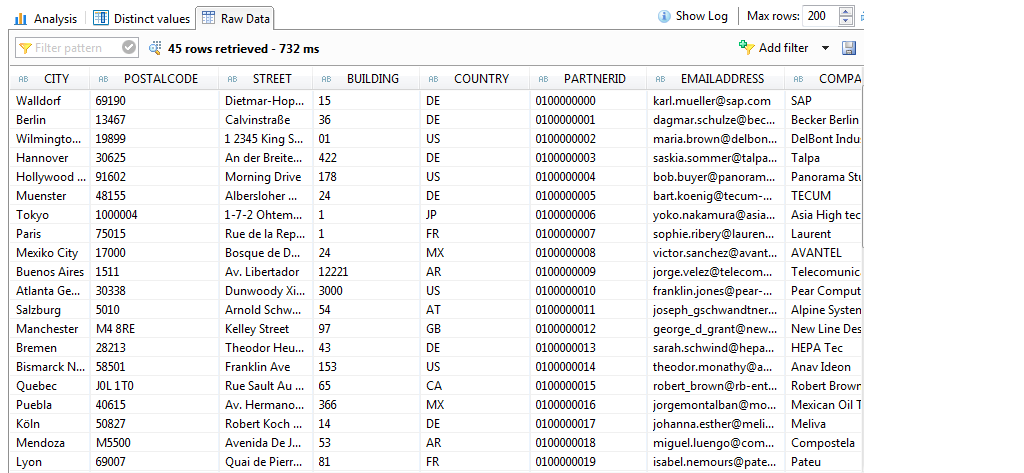 Analysis Distinct values Raw Data Show Log Max rows: 200
Filter pattern 45 rows retrieved - 732 ms Add filter
AB CITY AB POSTALCODE AB STREET AB BUILDING AB COUNTRY AB PARTNERID AB EMAILADDRESS AB COMPA
Walldorf 69190 Dietmar-Hop... 15 DE 0100000000 karl.mueller@sap.com SAP
Berlin 13467 Calvinstraße 36 DE 0100000001 dagmar.schulze@bec... Becker Berlin
Wilmingto... 19899 1 2345 King S... 01 US 0100000002 maria.brown@delbon... DelBont Indus
Hannover 30625 An der Breite... 422 DE 0100000003 saskia.sommer@talpa... Talpa
Hollywood ... 91602 Morning Drive 178 US 0100000004 bob.buyer@panoram... Panorama Stu
Muenster 48155 Albersloher ... 24 DE 0100000005 bart.koenig@tecum-... TECUM
Tokyo 1000004 1-7-2 Ohtem... 1 JP 0100000006 yoko.nakamura@asia... Asia High tec
Paris 75015 Rue de la Rep... 1 FR 0100000007 sophie.ribery@lauren... Laurent
Mexiko City 17000 Bosque de D... 24 MX 0100000008 victor.sanchez@avant... AVANTEL
Buenos Aires 1511 Av. Libertador 12221 AR 0100000009 jorge.velez@telecom... Telecomunic
Atlanta Ge... 30338 Dunwoody Xi... 3000 US 0100000010 franklin.jones@pear-... Pear Comput
Salzburg 5010 Arnold Schw... 54 AT 0100000011 joseph_gschwandtner... Alpine System
Manchester M4 8RE Kelley Street 97 GB 0100000012 george_d_grant@new... New Line Des
Bremen 28213 Theodor Heu... 43 DE 0100000013 sarah.schwind@hepa... HEPA Tec
Bismarck N... 58501 Franklin Ave 153 US 0100000014 theodor.monathy@a... Anav Ideon
Quebec J0L 1T0 Rue Sault Au ... 65 CA 0100000015 robert_brown@rb-ent... Robert Brown
Puebla 40615 Av. Hermano... 366 MX 0100000016 jorgemontalban@mo... Mexican Oil T
Köln 50827 Robert Koch ... 14 DE 0100000017 johanna.esther@meli... Meliva
Mendoza M5500 Avenida De J... 53 AR 0100000018 miguel.luengo@com... Compostela
Lyon 69007 Quai de Pierr... 81 FR 0100000019 isabel.nemours@pate... Pateu